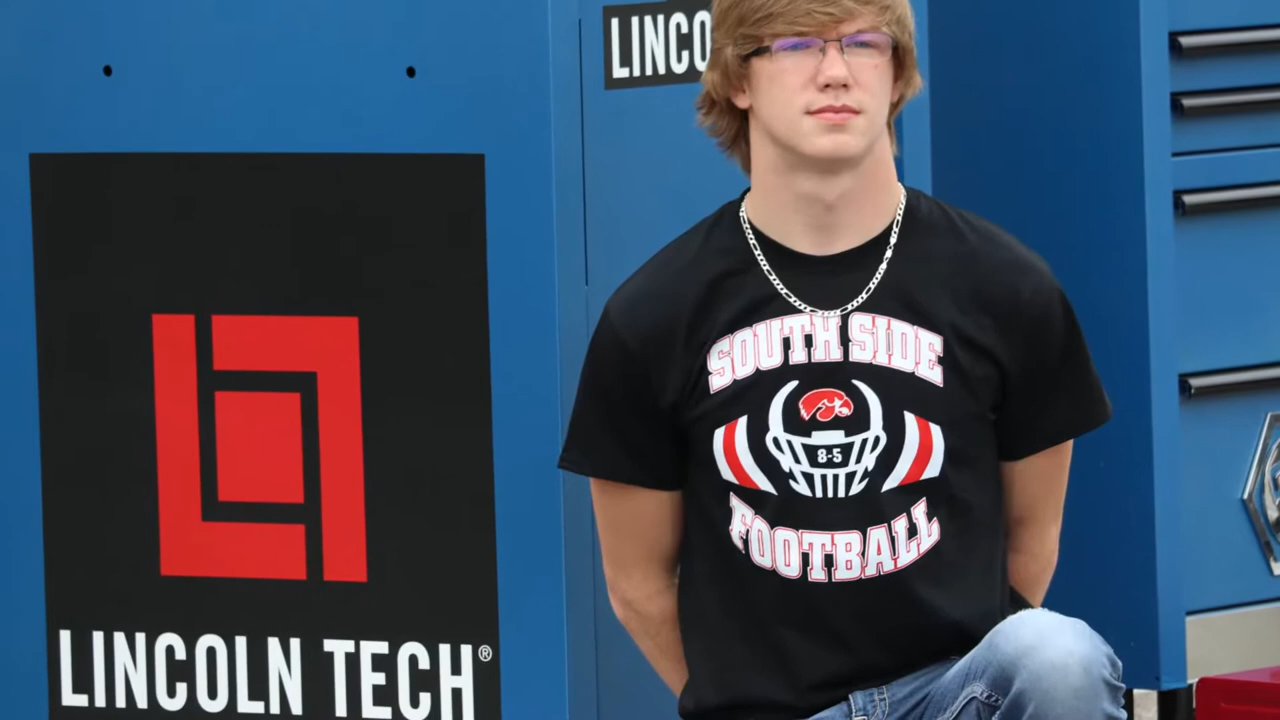 LINCO
SOUTH SIDE
8-5
FOOTBALL
LINCOLN TECH®